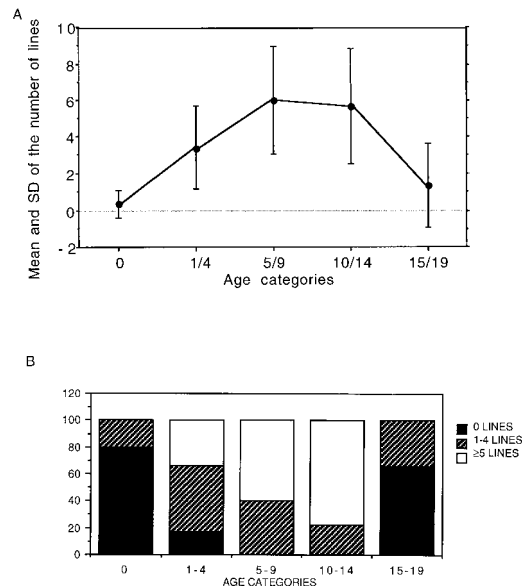 A
Mean and SD of the number of lines
10
8
6
4
2
0
- 2
0 1/4 5/9 10/14 15/19
Age categories
B
120
100
80
60
40
20
0
0 LINES
1-4 LINES
≥5 LINES
0 1-4 5-9 10-14 15-19
AGE CATEGORIES